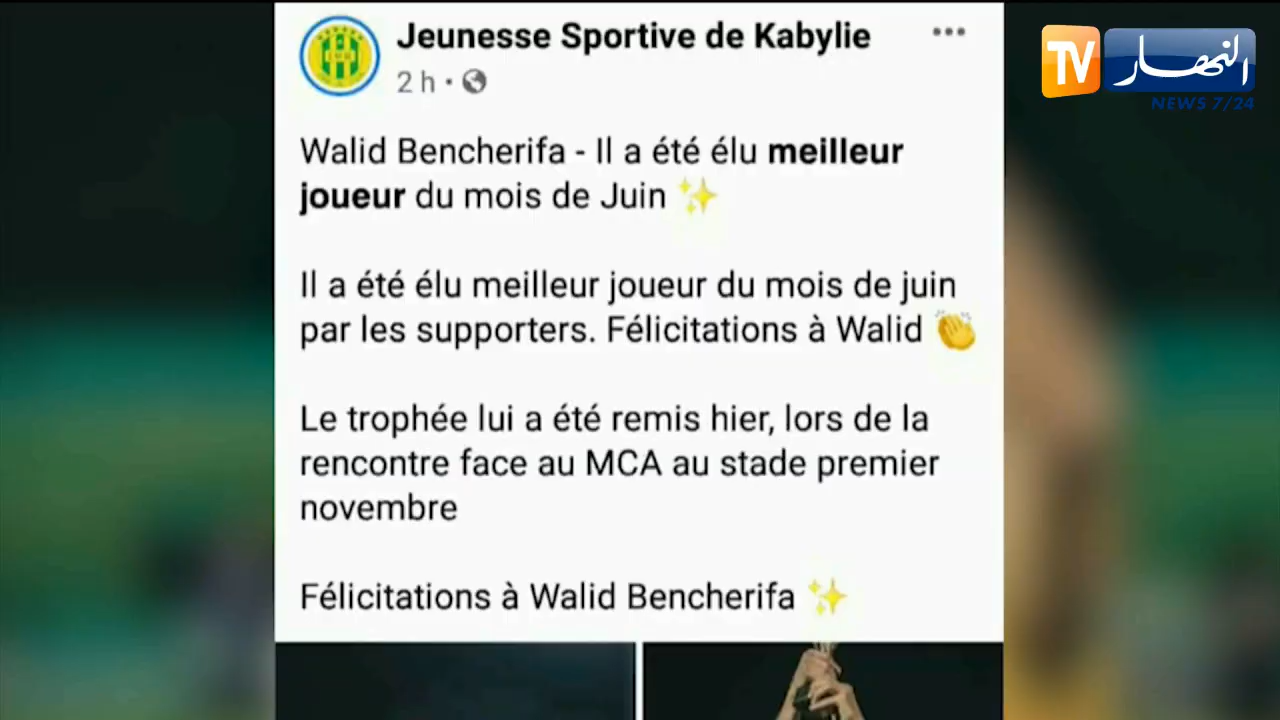 Jeunesse Sportive de Kabylie
2 h
TV النهار
NEWS 7/24
Walid Bencherifa - Il a été élu meilleur
joueur du mois de Juin ✨
Il a été élu meilleur joueur du mois de juin
par les supporters. Félicitations à Walid 👏
Le trophée lui a été remis hier, lors de la
rencontre face au MCA au stade premier
novembre
Félicitations à Walid Bencherifa ✨